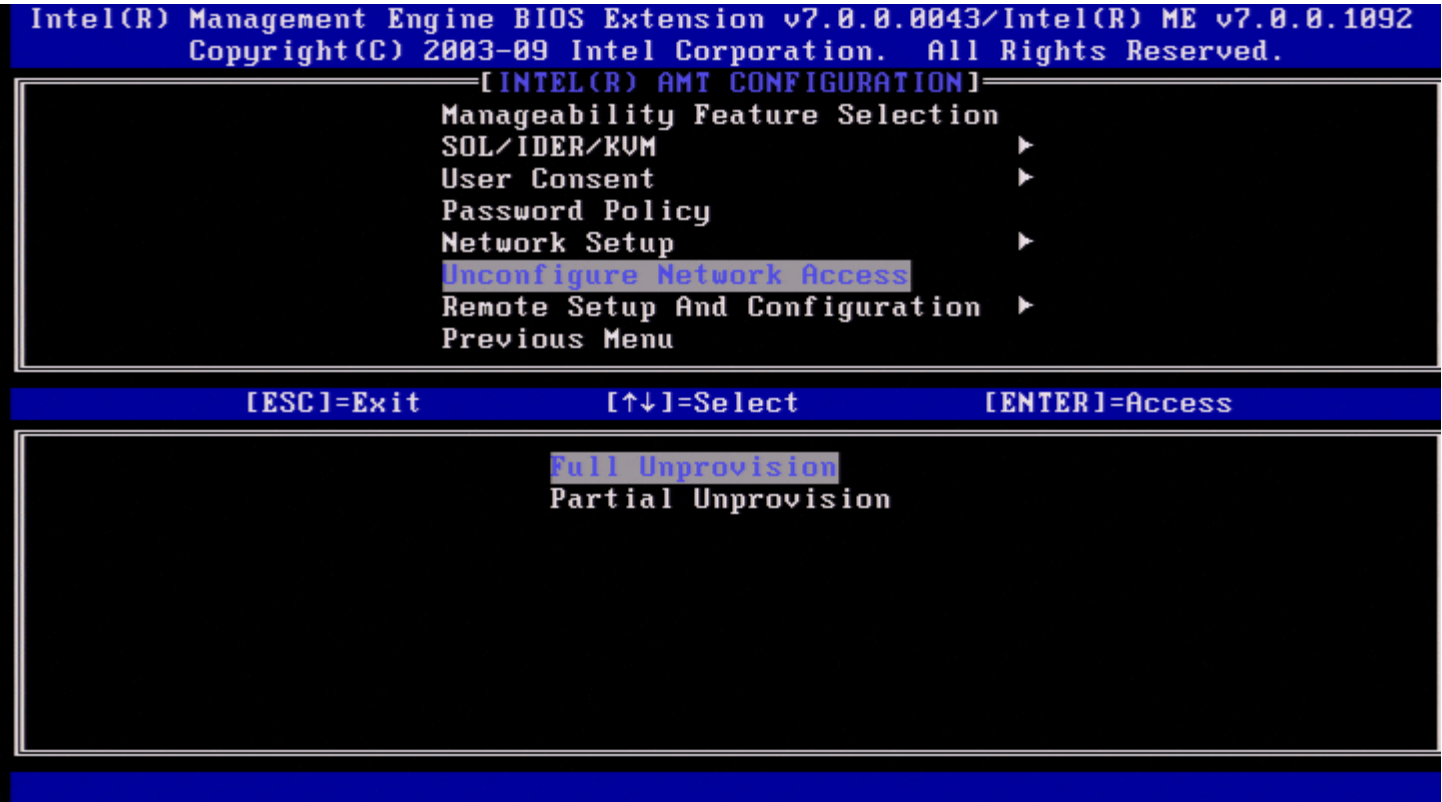 Intel(R) Management Engine BIOS Extension v7.0.0.0043/Intel(R) ME v7.0.0.1092
Copyright(C) 2003-09 Intel Corporation. All Rights Reserved.
[INTEL(R) AMT CONFIGURATION]
Manageability Feature Selection
SOL/IDER/KVM ►
User Consent ►
Password Policy
Network Setup ►
Unconfigure Network Access
Remote Setup And Configuration ►
Previous Menu
[ESC]=Exit [↑↓]=Select [ENTER]=Access
Full Unprovision
Partial Unprovision